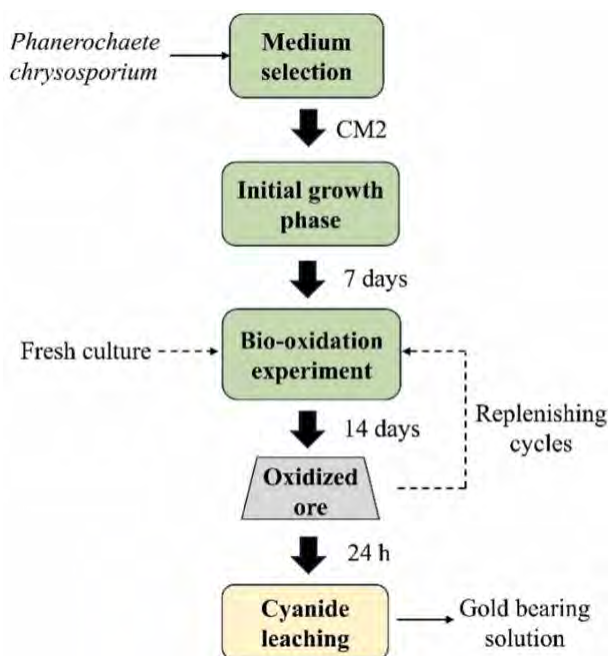 Phanerochaete
chrysosporium
Medium
selection
CM2
Initial growth
phase
7 days
Fresh culture
Bio-oxidation
experiment
14 days
Replenishing
cycles
Oxidized
ore
24 h
Cyanide
leaching
Gold bearing
solution